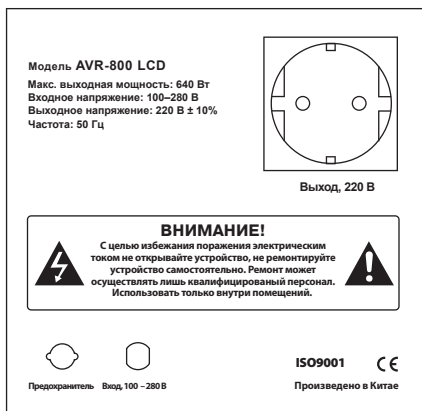 Модель AVR-800 LCD
Макс. выходная мощность: 640 Вт
Входное напряжение: 100–280 В
Выходное напряжение: 220 В ± 10%
Частота: 50 Гц
Выход, 220 В
ВНИМАНИЕ!
С целью избежания поражения электрическим
током не открывайте устройство, не ремонтируйте
устройство самостоятельно. Ремонт может
осуществлять лишь квалифицированый персонал.
Использовать только внутри помещений.
Предохранитель Вход, 100 – 280 В
ISO9001 CE
Произведено в Китае